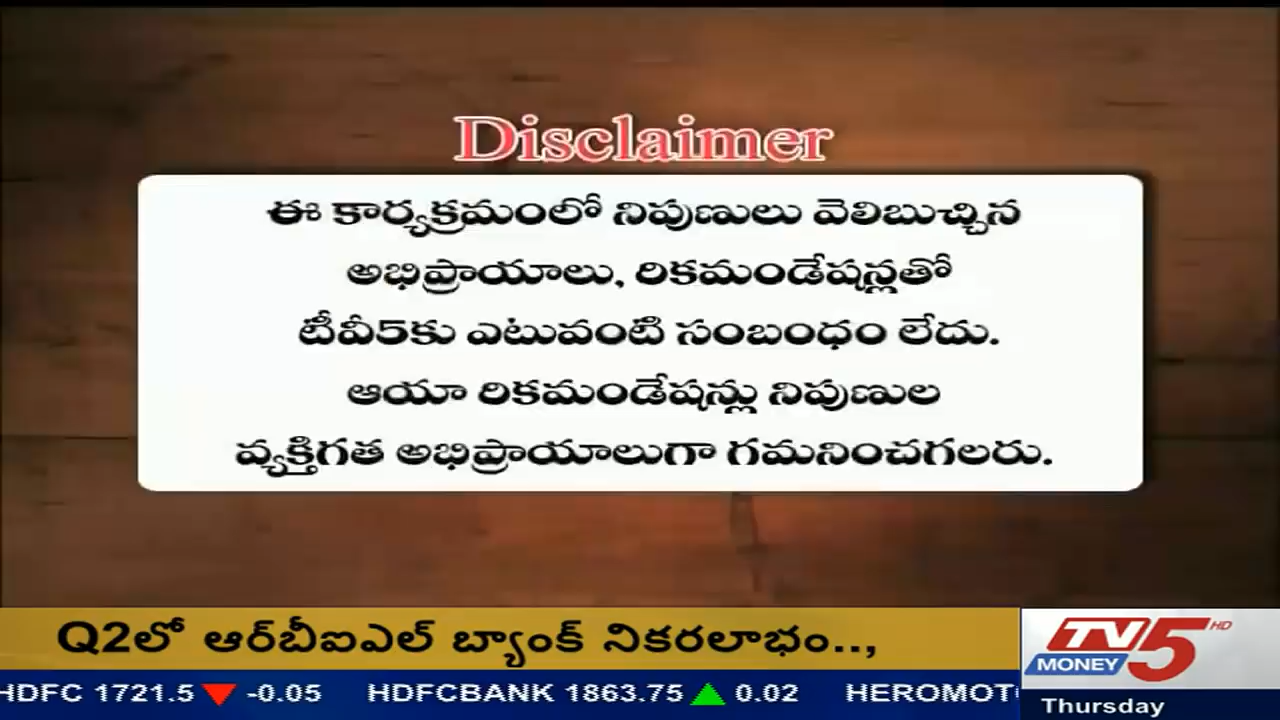 Disclaimer
ఈ కార్యక్రమంలో నిపుణులు వెలిబుచ్చిన
అభిప్రాయాలు, రికమండేషన్లతో
టీవీ5కు ఎటువంటి సంబంధం లేదు.
ఆయా రికమండేషన్లు నిపుణుల
వ్యక్తిగత అభిప్రాయాలుగా గమనించగలరు.
Q2లో ఆర్‌బీఐఎల్ బ్యాంక్ నికరలాభం..,
TV5 HD
MONEY
HDFC 1721.5 ▼ -0.05 HDFCBANK 1863.75 ▲ 0.02 HEROMOT
Thursday